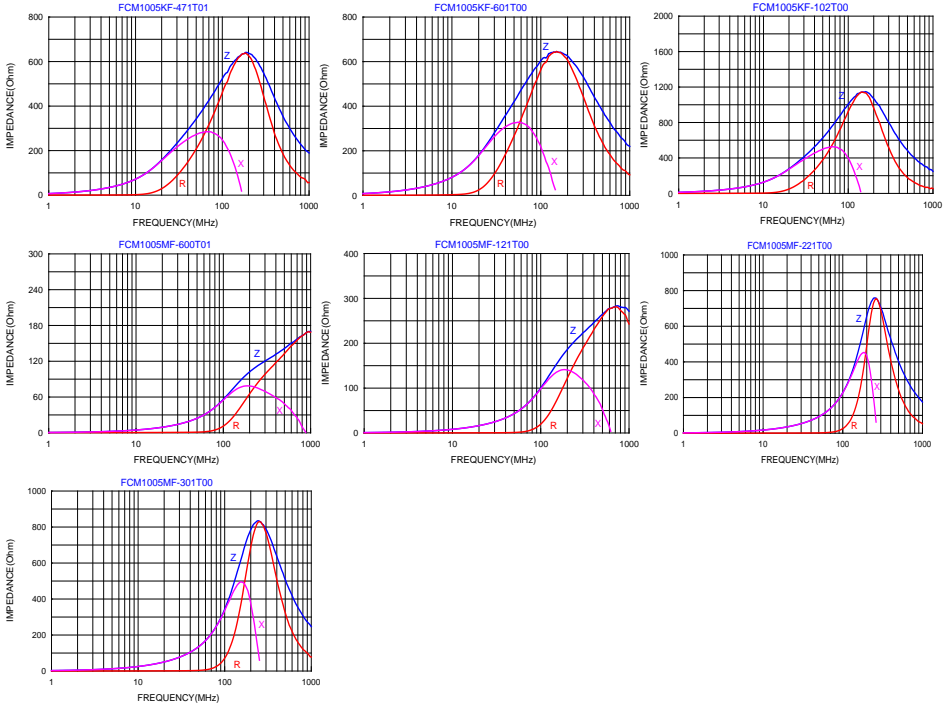 FCM1005KF-471T01
IMPEDANCE(Ohm)
800
600
400
200
0
Z
R
X
1 10 100 1000
FREQUENCY(MHz)
FCM1005KF-601T00
IMPEDANCE(Ohm)
800
600
400
200
0
Z
R
X
1 10 100 1000
FREQUENCY(MHz)
FCM1005KF-102T00
IMPEDANCE(Ohm)
2000
1600
1200
800
400
0
Z
R
X
1 10 100 1000
FREQUENCY(MHz)
FCM1005MF-600T01
IMPEDANCE(Ohm)
300
240
180
120
60
0
Z
R
X
1 10 100 1000
FREQUENCY(MHz)
FCM1005MF-121T00
IMPEDANCE(Ohm)
400
300
200
100
0
Z
R
X
1 10 100 1000
FREQUENCY(MHz)
FCM1005MF-221T00
IMPEDANCE(Ohm)
1000
800
600
400
200
0
Z
R
X
1 10 100 1000
FREQUENCY(MHz)
FCM1005MF-301T00
IMPEDANCE(Ohm)
1000
800
600
400
200
0
Z
R
X
1 10 100 1000
FREQUENCY(MHz)